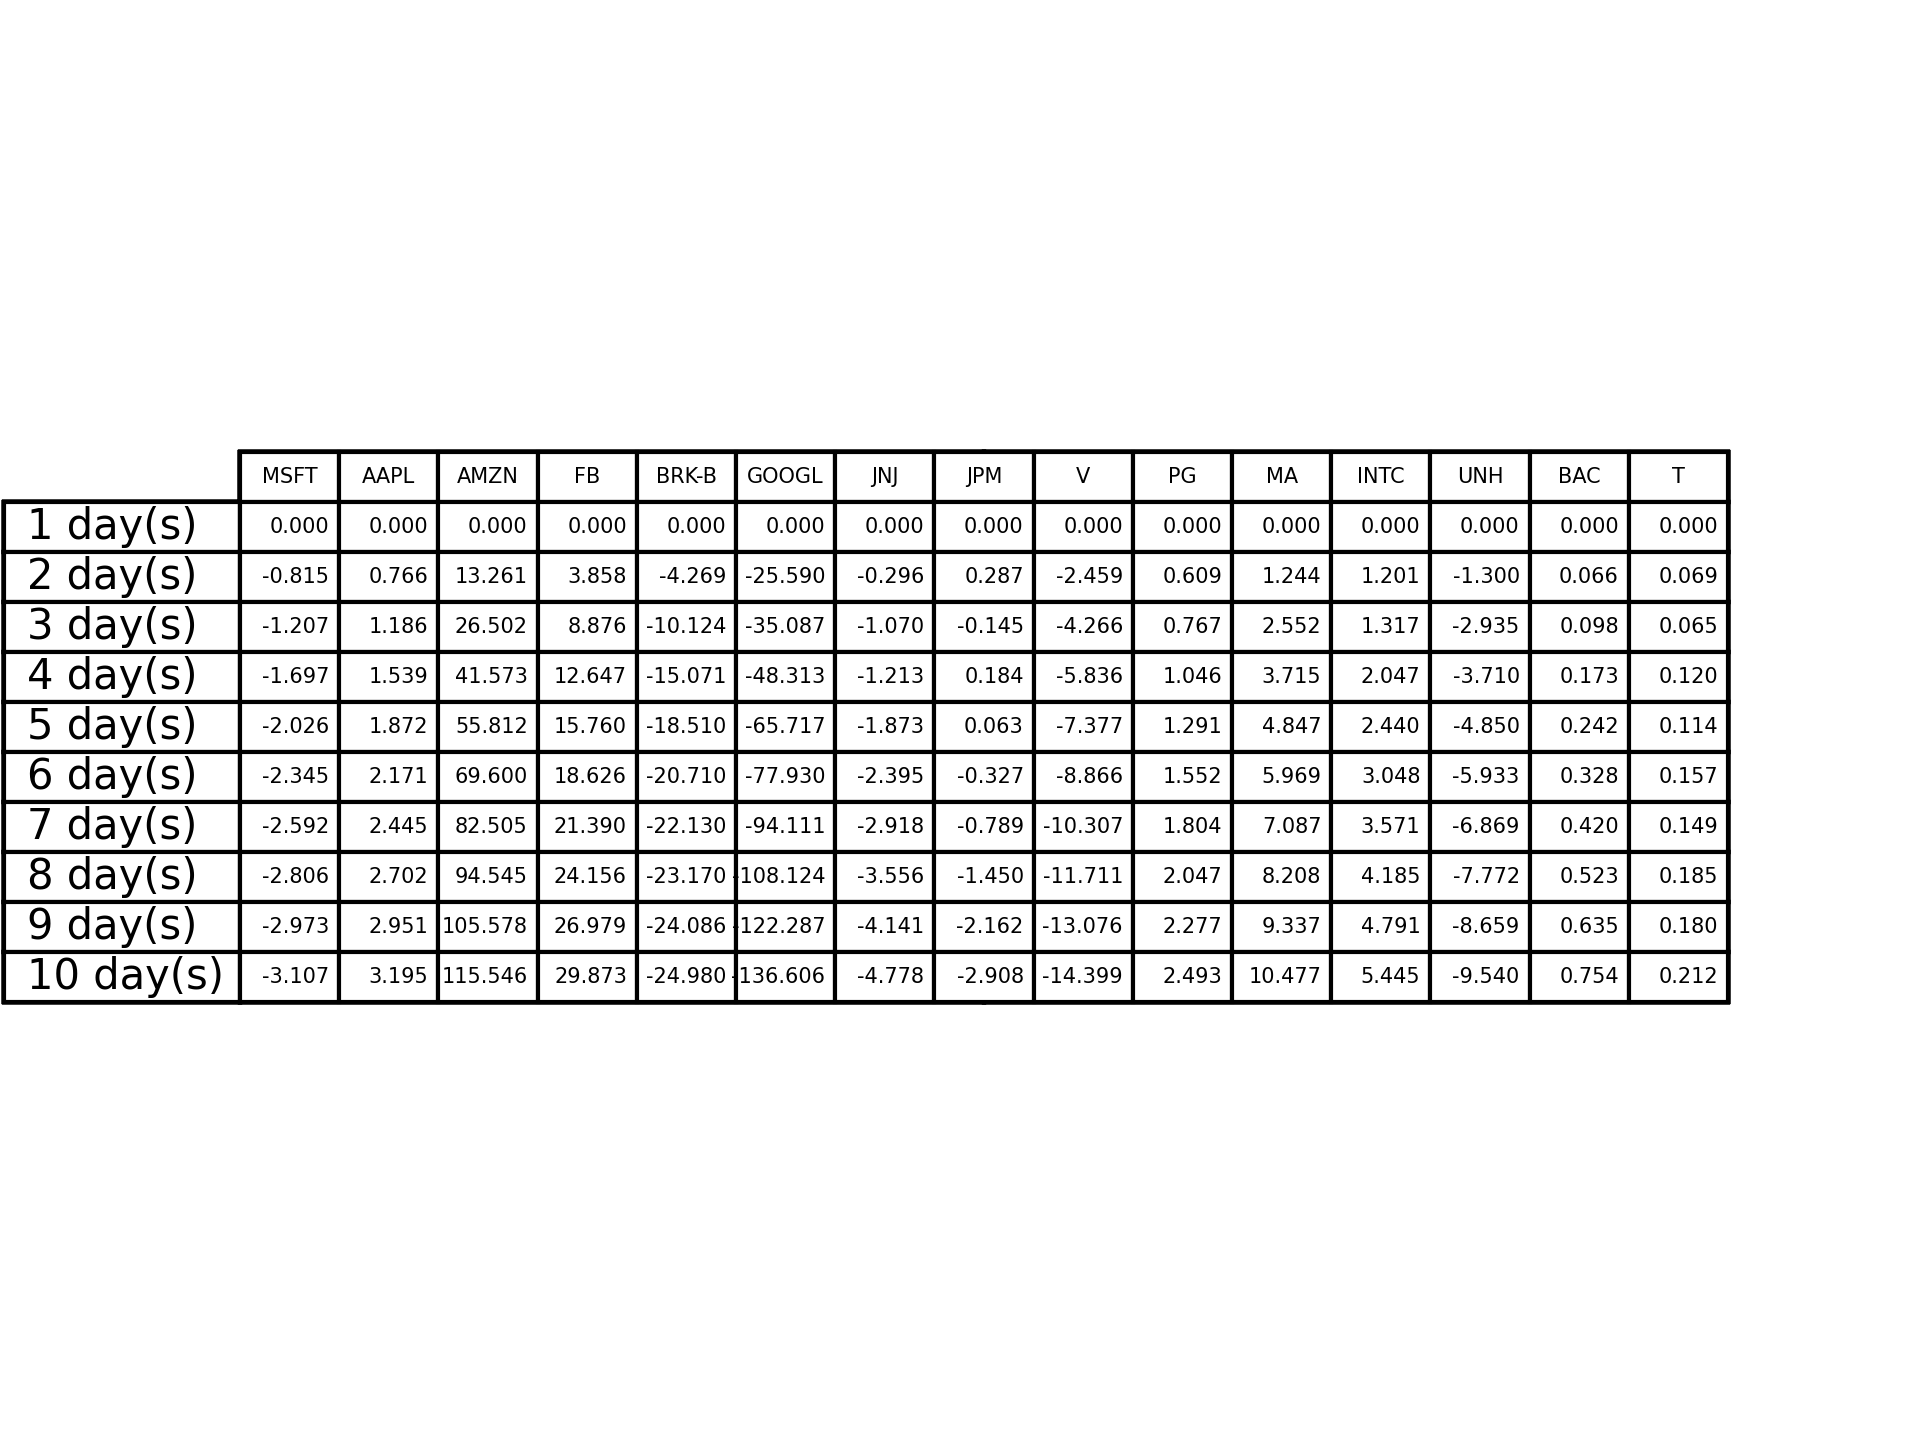 MSFT AAPL AMZN FB BRK-B GOOGL JNJ JPM V PG MA INTC UNH BAC T
1 day(s) 0.000 0.000 0.000 0.000 0.000 0.000 0.000 0.000 0.000 0.000 0.000 0.000 0.000 0.000 0.000
2 day(s) -0.815 0.766 13.261 3.858 -4.269 -25.590 -0.296 0.287 -2.459 0.609 1.244 1.201 -1.300 0.066 0.069
3 day(s) -1.207 1.186 26.502 8.876 -10.124 -35.087 -1.070 -0.145 -4.266 0.767 2.552 1.317 -2.935 0.098 0.065
4 day(s) -1.697 1.539 41.573 12.647 -15.071 -48.313 -1.213 0.184 -5.836 1.046 3.715 2.047 -3.710 0.173 0.120
5 day(s) -2.026 1.872 55.812 15.760 -18.510 -65.717 -1.873 0.063 -7.377 1.291 4.847 2.440 -4.850 0.242 0.114
6 day(s) -2.345 2.171 69.600 18.626 -20.710 -77.930 -2.395 -0.327 -8.866 1.552 5.969 3.048 -5.933 0.328 0.157
7 day(s) -2.592 2.445 82.505 21.390 -22.130 -94.111 -2.918 -0.789 -10.307 1.804 7.087 3.571 -6.869 0.420 0.149
8 day(s) -2.806 2.702 94.545 24.156 -23.170 -108.124 -3.556 -1.450 -11.711 2.047 8.208 4.185 -7.772 0.523 0.185
9 day(s) -2.973 2.951 105.578 26.979 -24.086 -122.287 -4.141 -2.162 -13.076 2.277 9.337 4.791 -8.659 0.635 0.180
10 day(s) -3.107 3.195 115.546 29.873 -24.980 -136.606 -4.778 -2.908 -14.399 2.493 10.477 5.445 -9.540 0.754 0.212